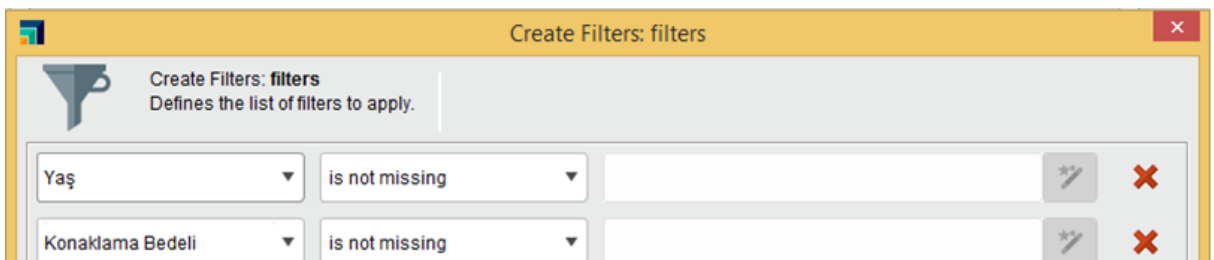 Create Filters: filters
Create Filters: filters
Defines the list of filters to apply.
Yaş is not missing
Konaklama Bedeli is not missing